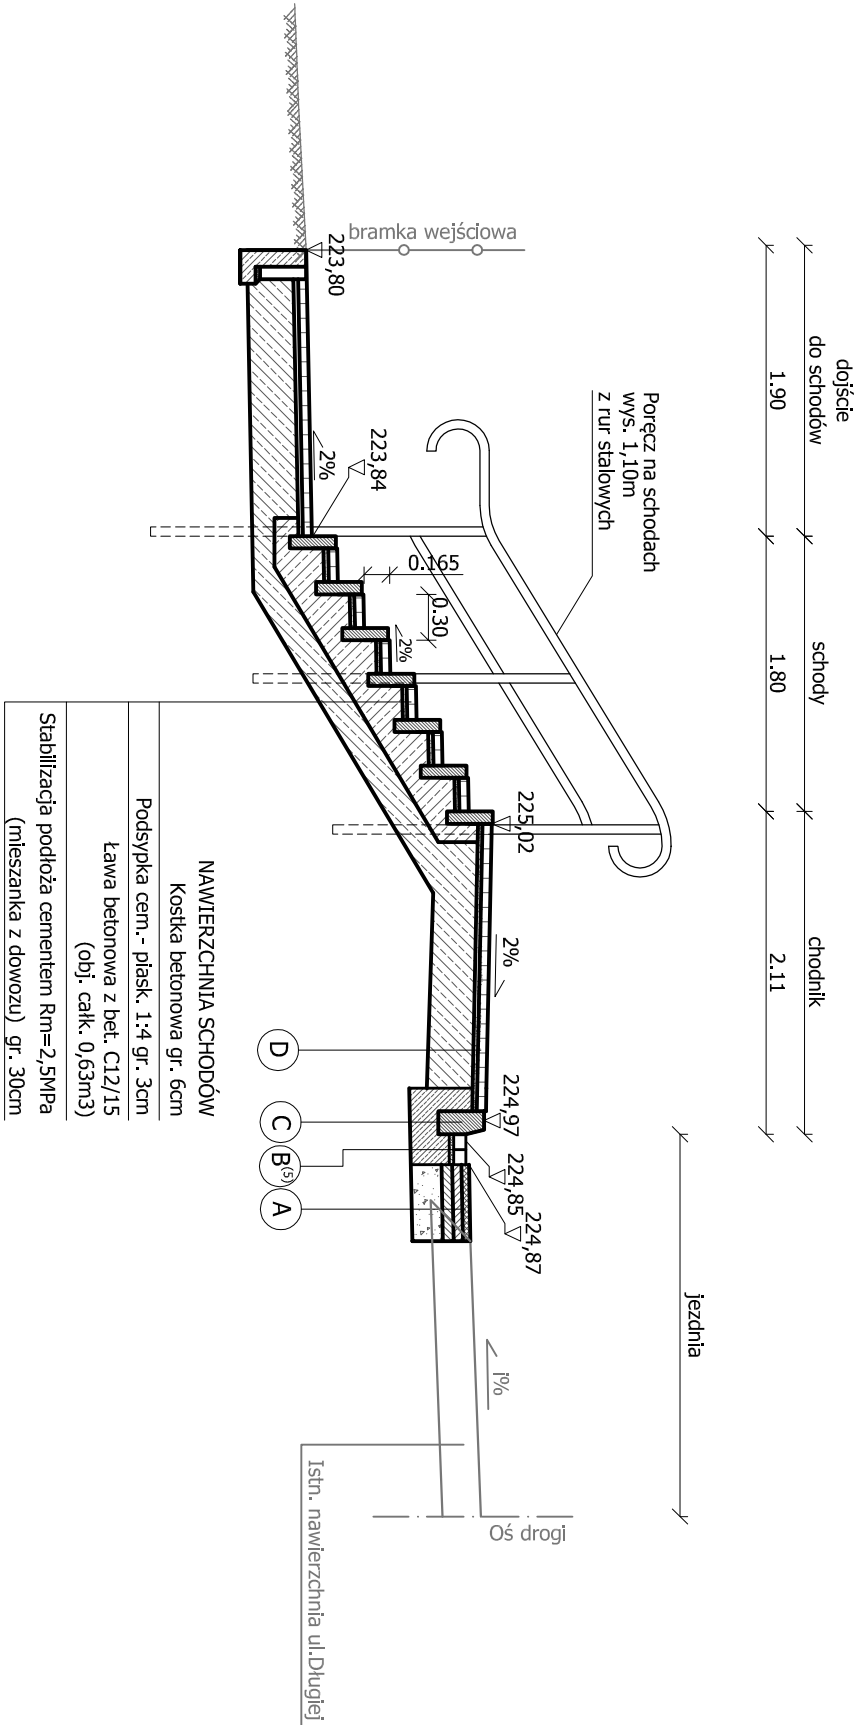 dojście
do schodów
schody
chodnik
1.90
1.80
2.11
jezdnia
Poręcz na schodach
wys. 1,10m
z rur stalowych
bramka wejściowa
223,80
2%
223,84
0.165
0.30
2%
225,02
2%
224,97
224,85
224,87
i%
Oś drogi
D
C
B(5)
A
Istn. nawierzchnia ul.Długiej
NAWIERZCHNIA SCHODÓW
Kostka betonowa gr. 6cm
Podsypka cem.- piask. 1:4 gr. 3cm
Ława betonowa z bet. C12/15
(obj. całk. 0,63m3)
Stabilizacja podłoża cementem Rm=2,5MPa
(mieszanka z dowozu) gr. 30cm